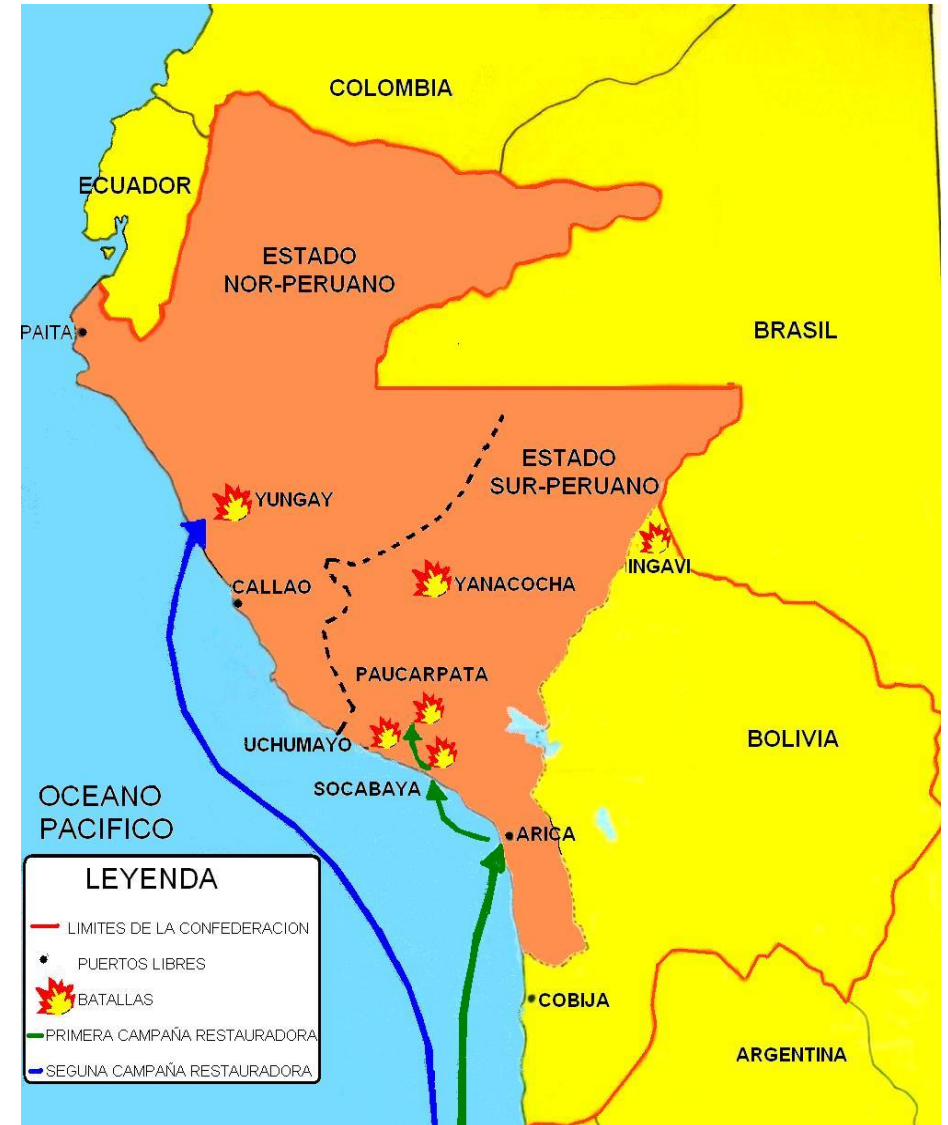 COLOMBIA
ECUADOR
ESTADO
NOR-PERUANO
PAITA
BRASIL
ESTADO
SUR-PERUANO
YUNGAY
INGAVI
CALLAO
YANACOCHA
PAUCARPATA
UCHUMAYO
BOLIVIA
SOCABAYA
OCEANO
PACIFICO
ARICA
LEYENDA
LIMITES DE LA CONFEDERACION
PUERTOS LIBRES
BATALLAS
PRIMERA CAMPAÑA RESTAURADORA
SEGUNA CAMPAÑA RESTAURADORA
COBIJA
ARGENTINA